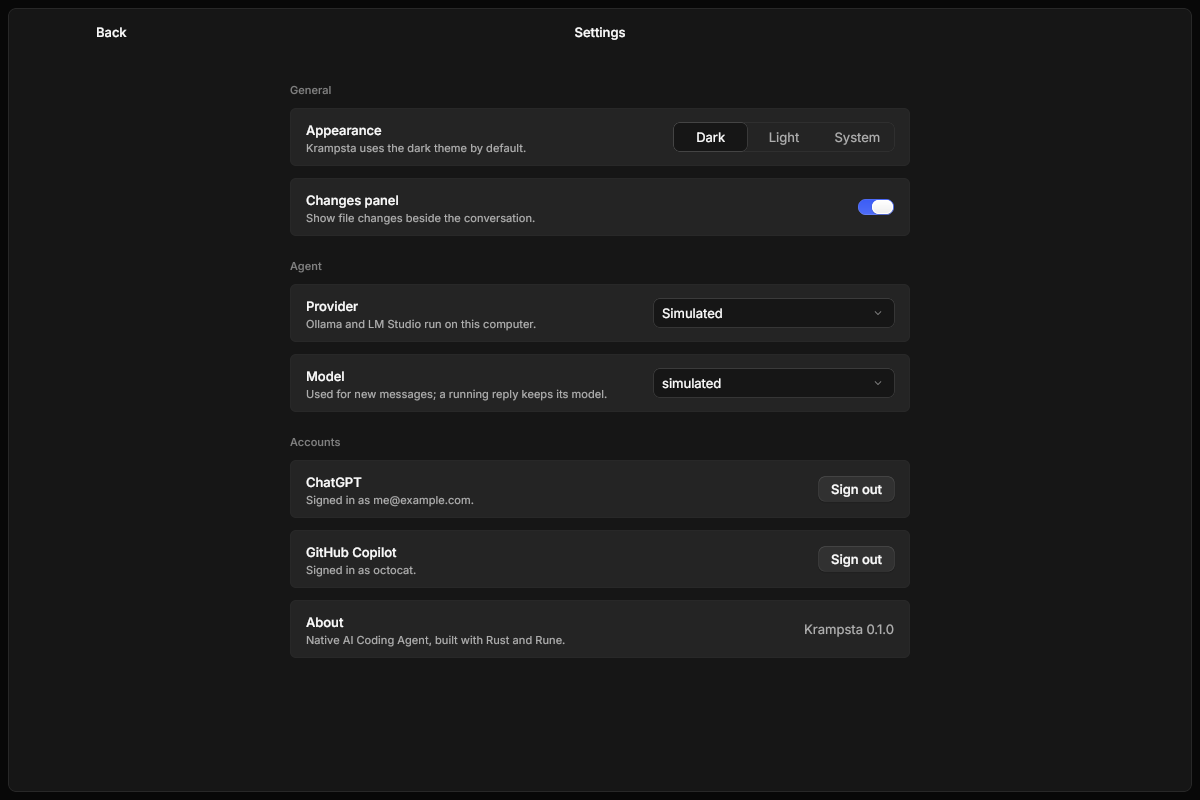 Back
Settings
General
Appearance
Krampsta uses the dark theme by default.
Dark
Light
System
Changes panel
Show file changes beside the conversation.
Agent
Provider
Ollama and LM Studio run on this computer.
Simulated
Model
Used for new messages; a running reply keeps its model.
simulated
Accounts
ChatGPT
Signed in as me@example.com.
Sign out
GitHub Copilot
Signed in as octocat.
Sign out
About
Native AI Coding Agent, built with Rust and Rune.
Krampsta 0.1.0